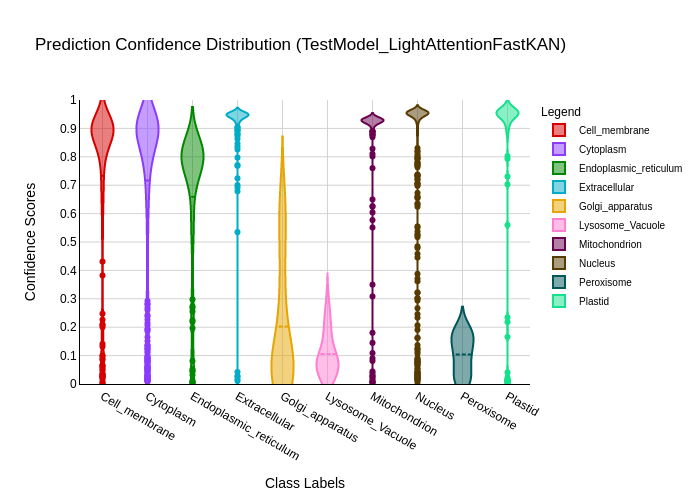 Prediction Confidence Distribution (TestModel_LightAttentionFastKAN)
Confidence Scores
1
0.9
0.8
0.7
0.6
0.5
0.4
0.3
0.2
0.1
0
Cell_membrane
Cytoplasm
Endoplasmic_reticulum
Extracellular
Golgi_apparatus
Lysosome_Vacuole
Mitochondrion
Nucleus
Peroxisome
Plastid
Class Labels
Legend
Cell_membrane
Cytoplasm
Endoplasmic_reticulum
Extracellular
Golgi_apparatus
Lysosome_Vacuole
Mitochondrion
Nucleus
Peroxisome
Plastid